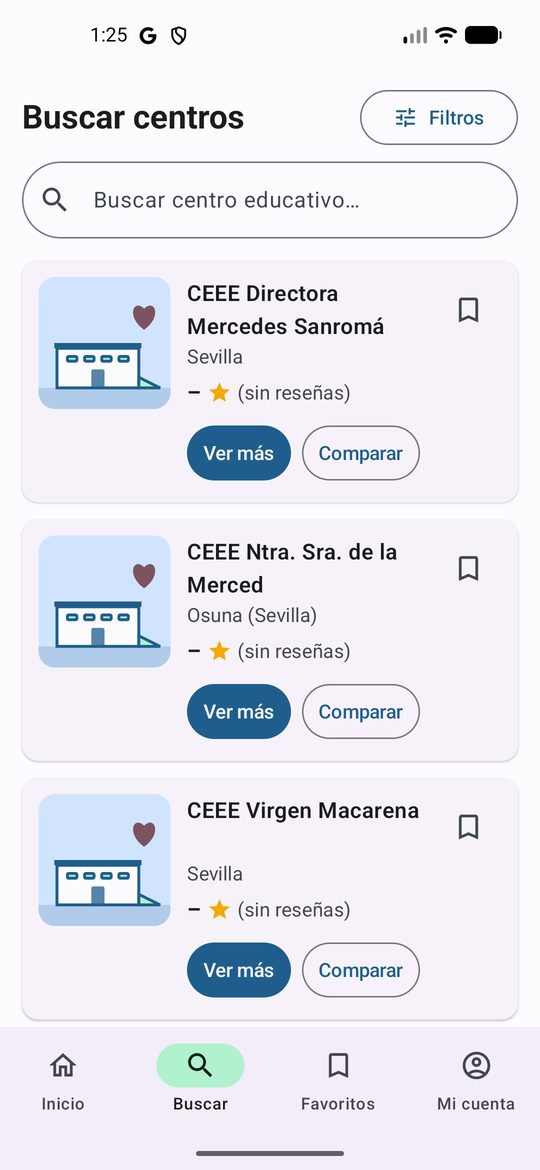 1:25
Buscar centros
Filtros
Buscar centro educativo…
CEEE Directora
Mercedes Sanromá
Sevilla
– (sin reseñas)
Ver más
Comparar
CEEE Ntra. Sra. de la
Merced
Osuna (Sevilla)
– (sin reseñas)
Ver más
Comparar
CEEE Virgen Macarena
Sevilla
– (sin reseñas)
Ver más
Comparar
Inicio
Buscar
Favoritos
Mi cuenta